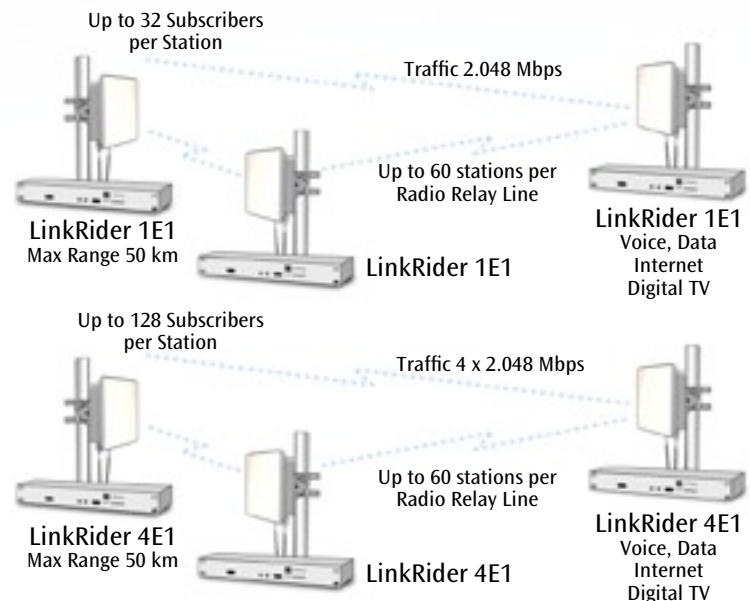 Up to 32 Subscribers
per Station
Traffic 2.048 Mbps
Up to 60 stations per
Radio Relay Line
LinkRider 1E1
Max Range 50 km
LinkRider 1E1
LinkRider 1E1
Voice, Data
Internet
Digital TV
Up to 128 Subscribers
per Station
Traffic 4 x 2.048 Mbps
Up to 60 stations per
Radio Relay Line
LinkRider 4E1
Max Range 50 km
LinkRider 4E1
LinkRider 4E1
Voice, Data
Internet
Digital TV